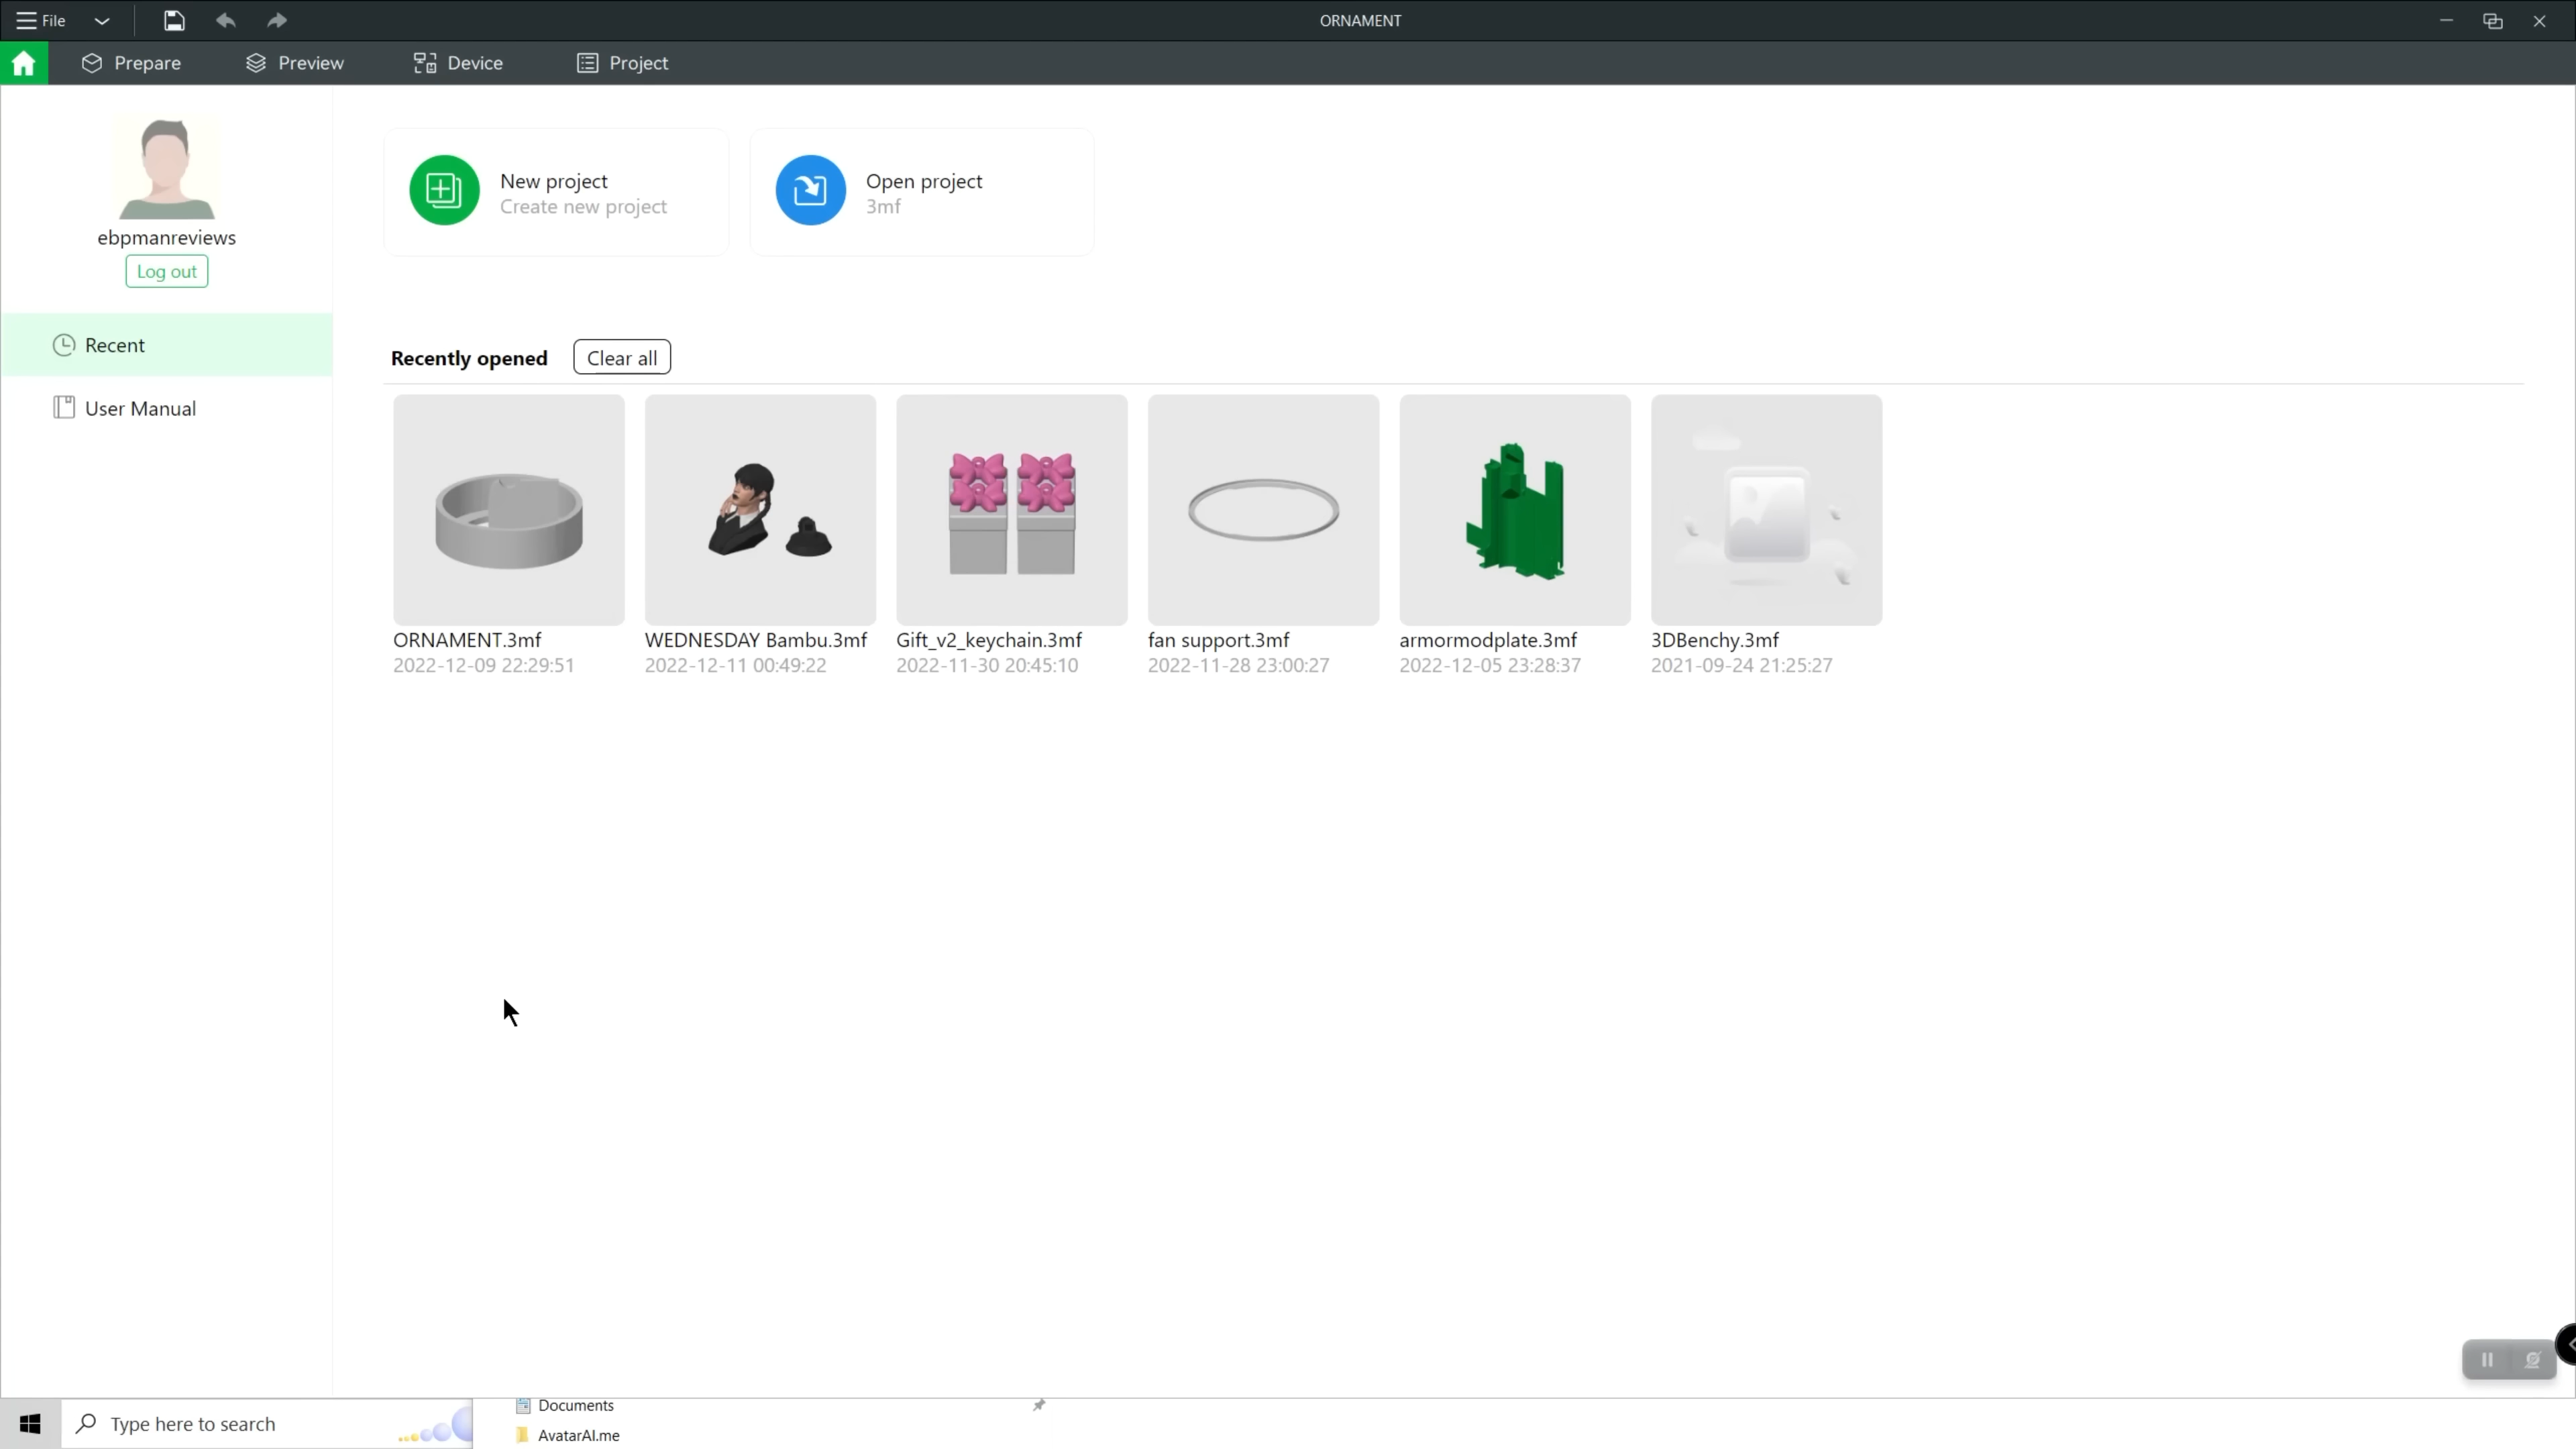 File
ORNAMENT
Prepare
Preview
Device
Project
ebpmanreviews
Log out
Recent
User Manual
New project
Create new project
Open project
3mf
Recently opened
Clear all
ORNAMENT.3mf
2022-12-09 22:29:51
WEDNESDAY Bambu.3mf
2022-12-11 00:49:22
Gift_v2_keychain.3mf
2022-11-30 20:45:10
fan support.3mf
2022-11-28 23:00:27
armormodplate.3mf
2022-12-05 23:28:37
3DBenchy.3mf
2021-09-24 21:25:27
Type here to search
Documents
AvatarAI.me